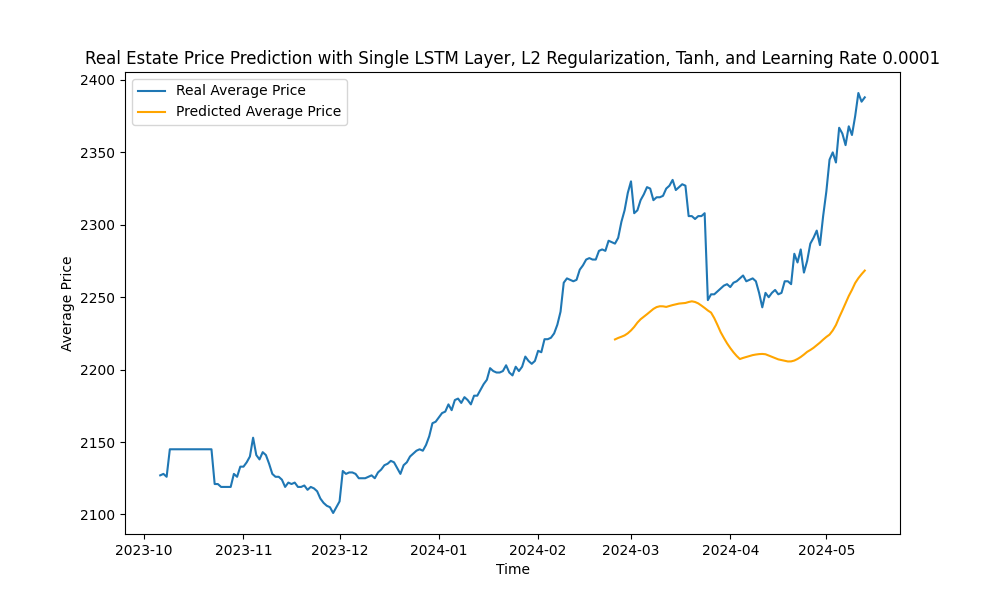 Real Estate Price Prediction with Single LSTM Layer, L2 Regularization, Tanh, and Learning Rate 0.0001
Real Average Price
Predicted Average Price
Average Price
2400
2350
2300
2250
2200
2150
2100
2023-10 2023-11 2023-12 2024-01 2024-02 2024-03 2024-04 2024-05
Time